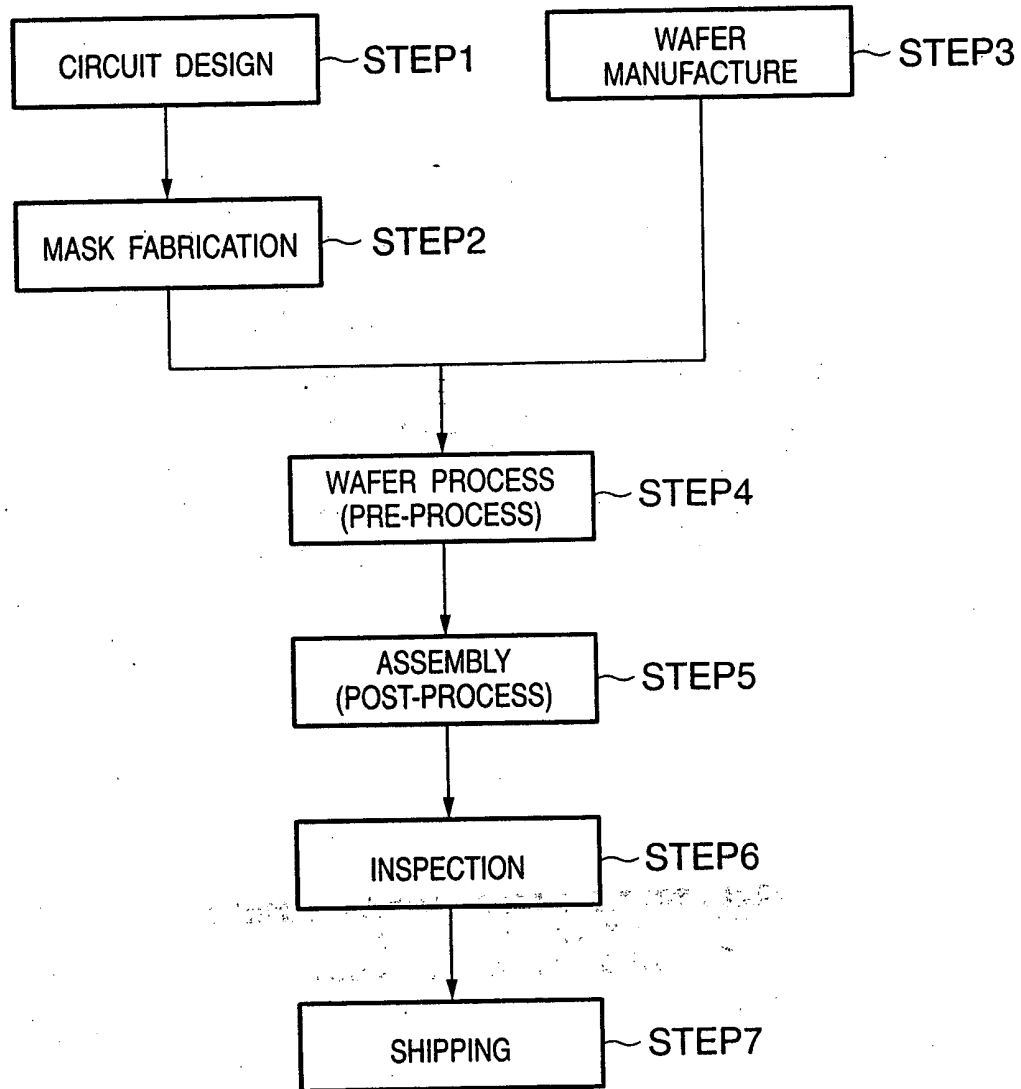 CIRCUIT DESIGN
STEP1
WAFER
MANUFACTURE
STEP3
MASK FABRICATION
STEP2
WAFER PROCESS
(PRE-PROCESS)
STEP4
ASSEMBLY
(POST-PROCESS)
STEP5
INSPECTION
STEP6
SHIPPING
STEP7